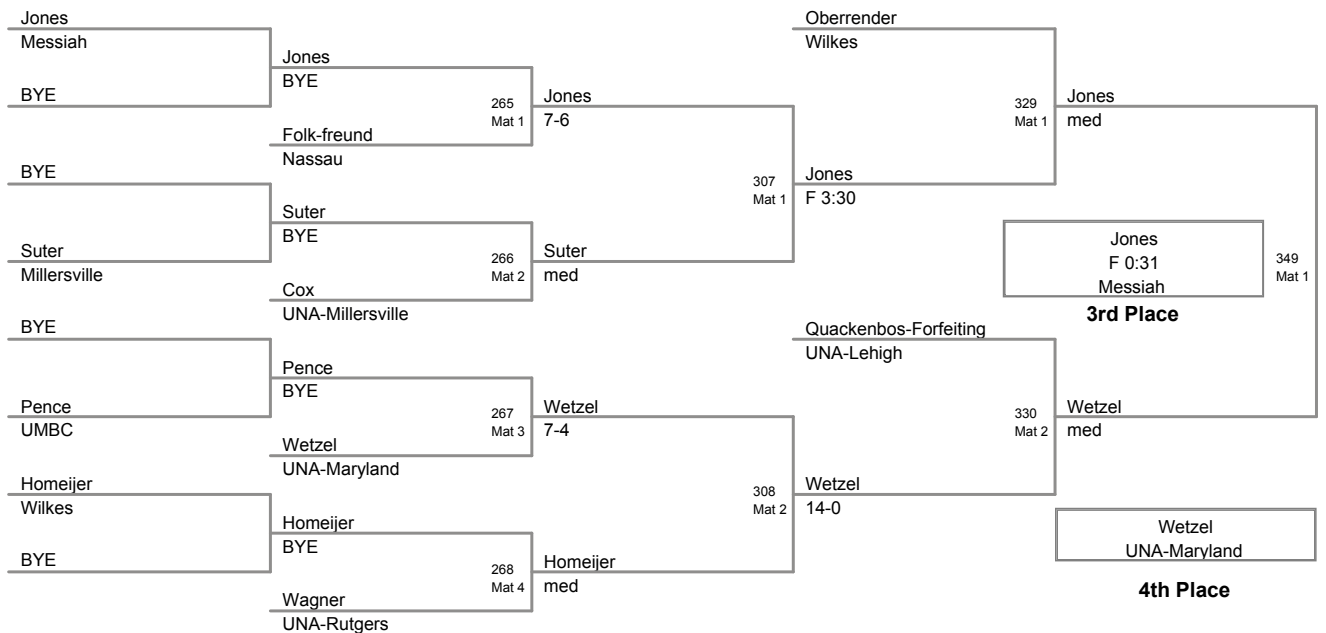 Jones
Messiah
BYE
BYE
Suter
Millersville
BYE
Pence
UMBC
Homeijer
Wilkes
BYE
Jones
BYE
Folk-freund
Nassau
Suter
BYE
Cox
UNA-Millersville
Pence
BYE
Wetzel
UNA-Maryland
Homeijer
BYE
Wagner
UNA-Rutgers
265
Mat 1
266
Mat 2
267
Mat 3
268
Mat 4
Jones
7-6
Suter
med
Wetzel
7-4
Homeijer
med
307
Mat 1
308
Mat 2
Oberrender
Wilkes
Jones
F 3:30
Quackenbos-Forfeiting
UNA-Lehigh
Wetzel
14-0
329
Mat 1
330
Mat 2
Jones
med
Wetzel
med
349
Mat 1
Jones
F 0:31
Messiah
3rd Place
Wetzel
UNA-Maryland
4th Place